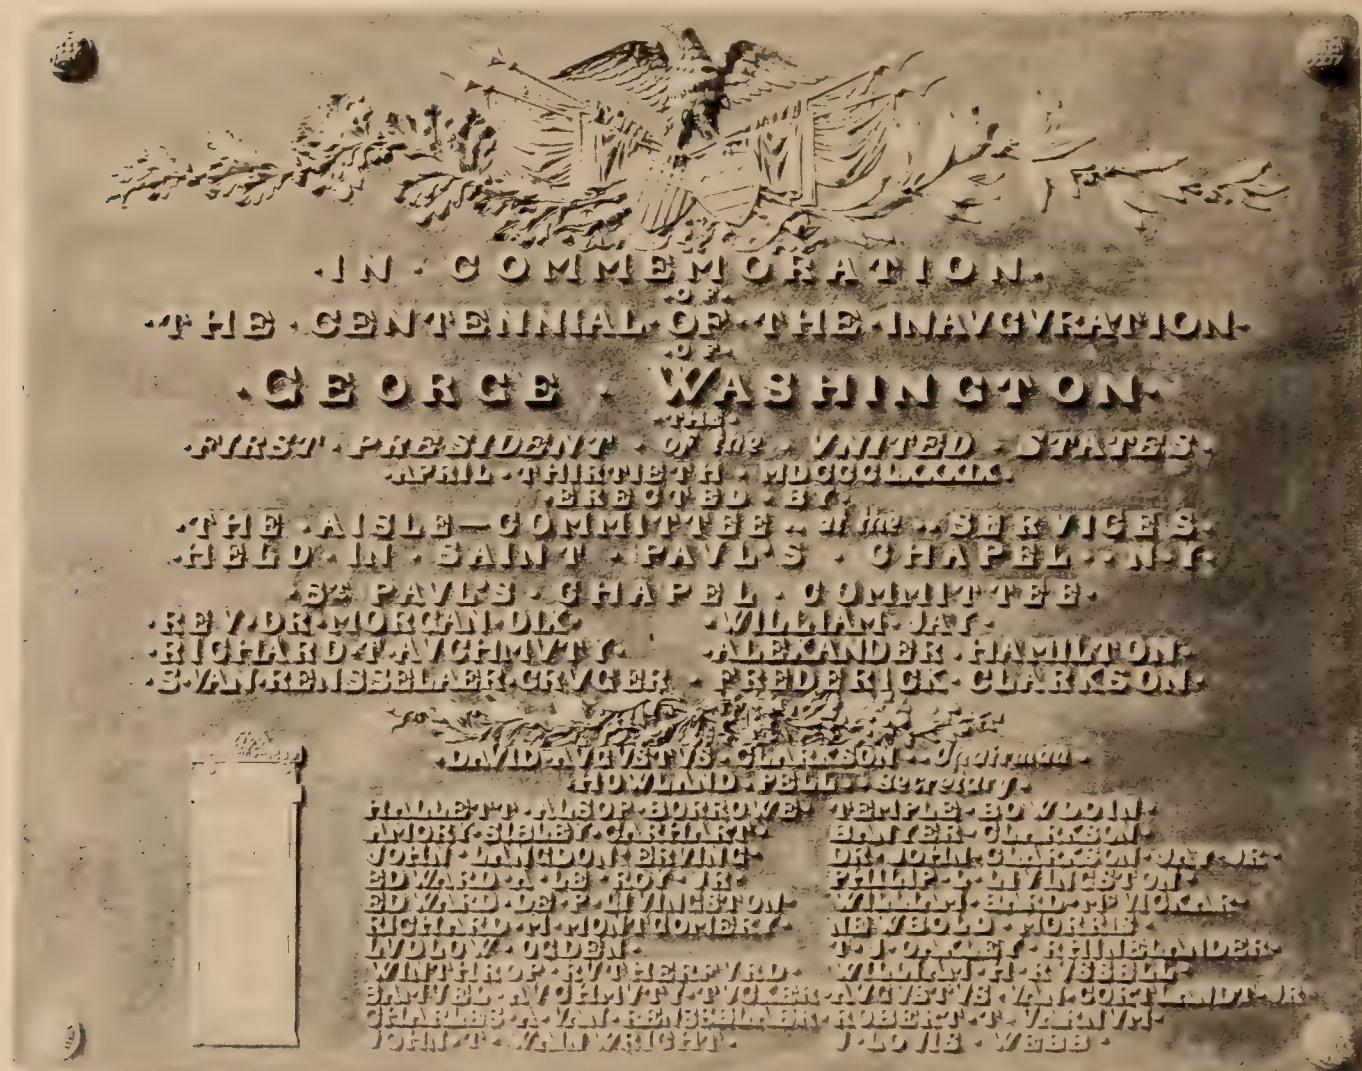 ·IN·COMMEMORATION·
·OF·
·THE·CENTENNIAL·OF·THE·INAVGVRATION·
·OF·
·GEORGE·WASHINGTON·
·THE·
·FIRST·PRESIDENT·of the·VNITED·STATES·
·APRIL·THIRTIETH·MDCCCLXXXIX·
·ERECTED·BY·
·THE·AISLE—COMMITTEE··at the··SERVICES·
·HELD·IN·SAINT·PAVL'S·CHAPEL··N·Y·
·St PAVL'S·CHAPEL·COMMITTEE·
·REV·DR·MORGAN·DIX· ·WILLIAM·JAY·
·RICHARD·T·AVCHMVTY· ·ALEXANDER·HAMILTON·
·S·VAN·RENSSELAER·CRVGER·FREDERICK·CLARKSON·
·DAVID·AVGVSTVS·CLARKSON··Chairman·
·HOWLAND·PELL··Secretary·
HALLETT·ALSOP·BORROWE· TEMPLE·BOWDOIN·
AMORY·SIBLEY·CARHART· BANYER·CLARKSON·
JOHN·LANGDON·ERVING· DR·JOHN·CLARKSON·JAY·JR·
EDWARD·A·LE·ROY·JR· PHILIP·L·LIVINGSTON·
EDWARD·DE·P·LIVINGSTON· WILLIAM·BARD·McVICKAR·
RICHARD·M·MONTGOMERY· NEWBOLD·MORRIS·
LVDLOW·OGDEN· T·J·OAKLEY·RHINELANDER·
WINTHROP·RVTHERFVRD· WILLIAM·H·RVSSELL·
SAMVEL·AVCHMVTY·TVCKER·AVGVSTVS·VAN·CORTLANDT·JR·
CHARLES·A·VAN·RENSSELAER·ROBERT·T·VARNVM·
JOHN·T·WAINWRIGHT· J·LOVIS·WEBB·